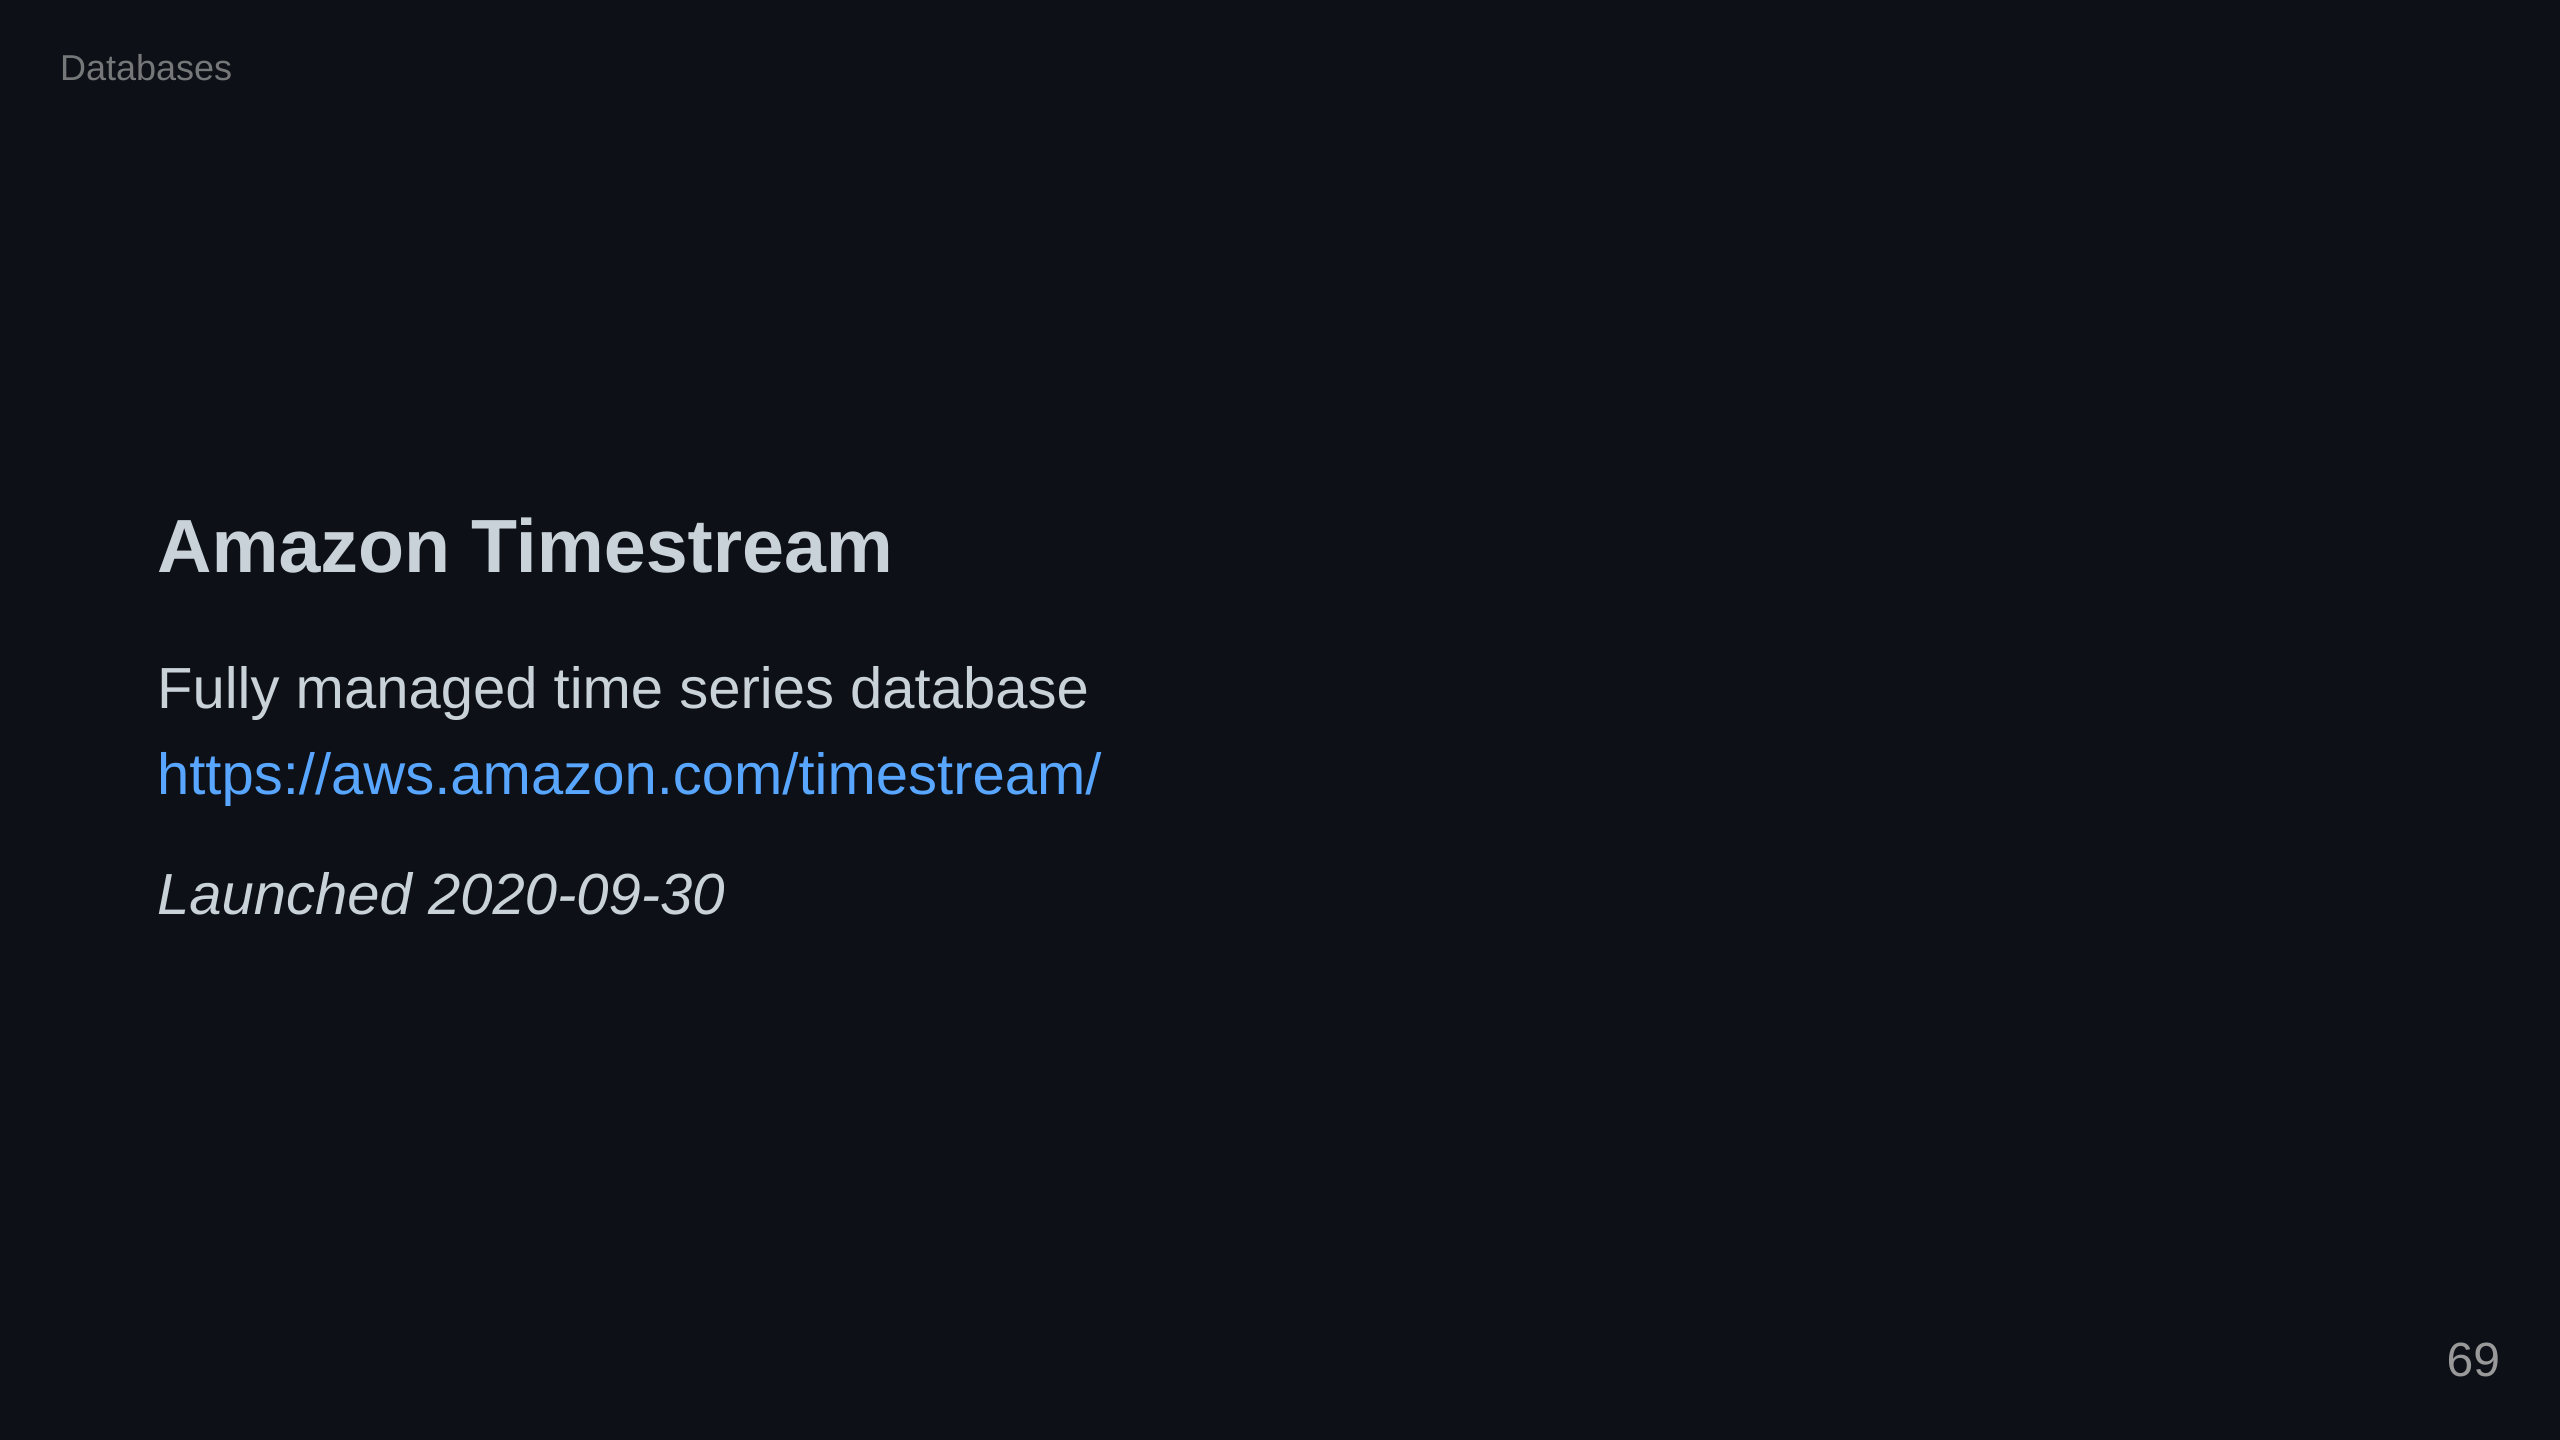 Databases
Amazon Timestream
Fully managed time series database
https://aws.amazon.com/timestream/
Launched 2020-09-30
69